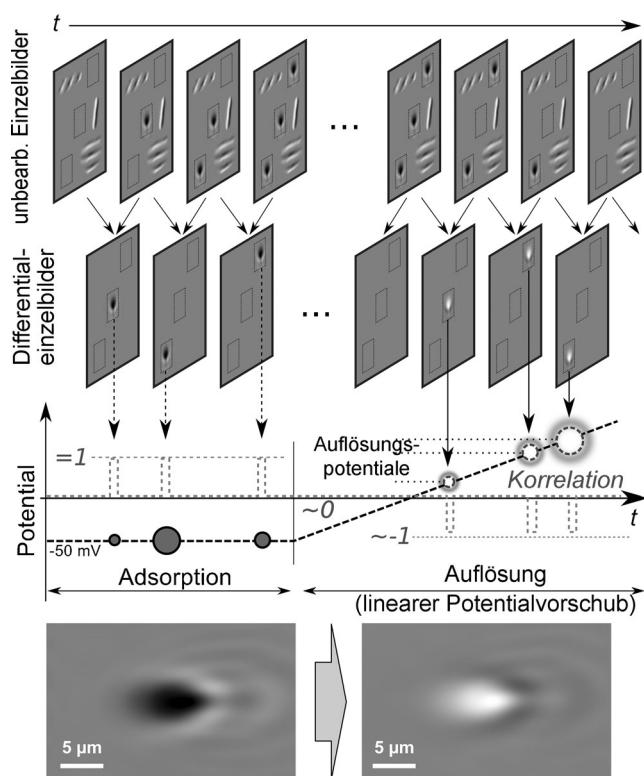 t
unbearb. Einzelbilder
...
Differential-
einzelbilder
...
Potential
=1
Auflösungs-
potentiale
Korrelation
~0
t
~-1
-50 mV
Adsorption
Auflösung
(linearer Potentialvorschub)
5 µm
5 µm